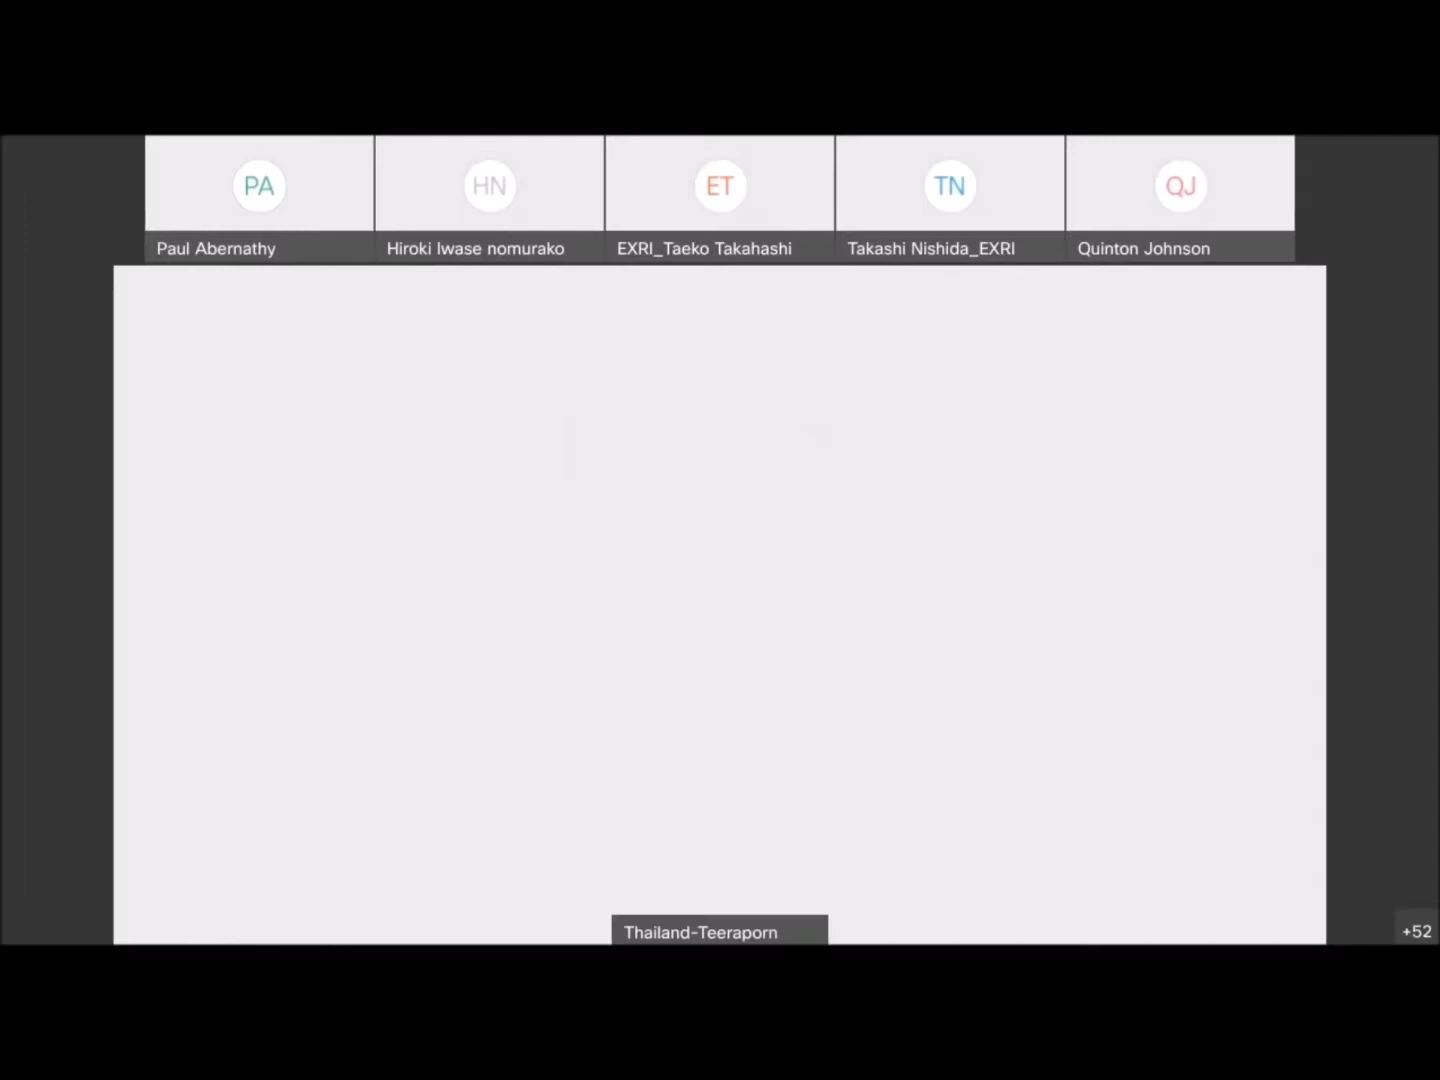 PA
HN
ET
TN
QJ
Paul Abernathy
Hiroki Iwase nomurako
EXRI_Taeko Takahashi
Takashi Nishida_EXRI
Quinton Johnson
Thailand-Teeraporn
+52